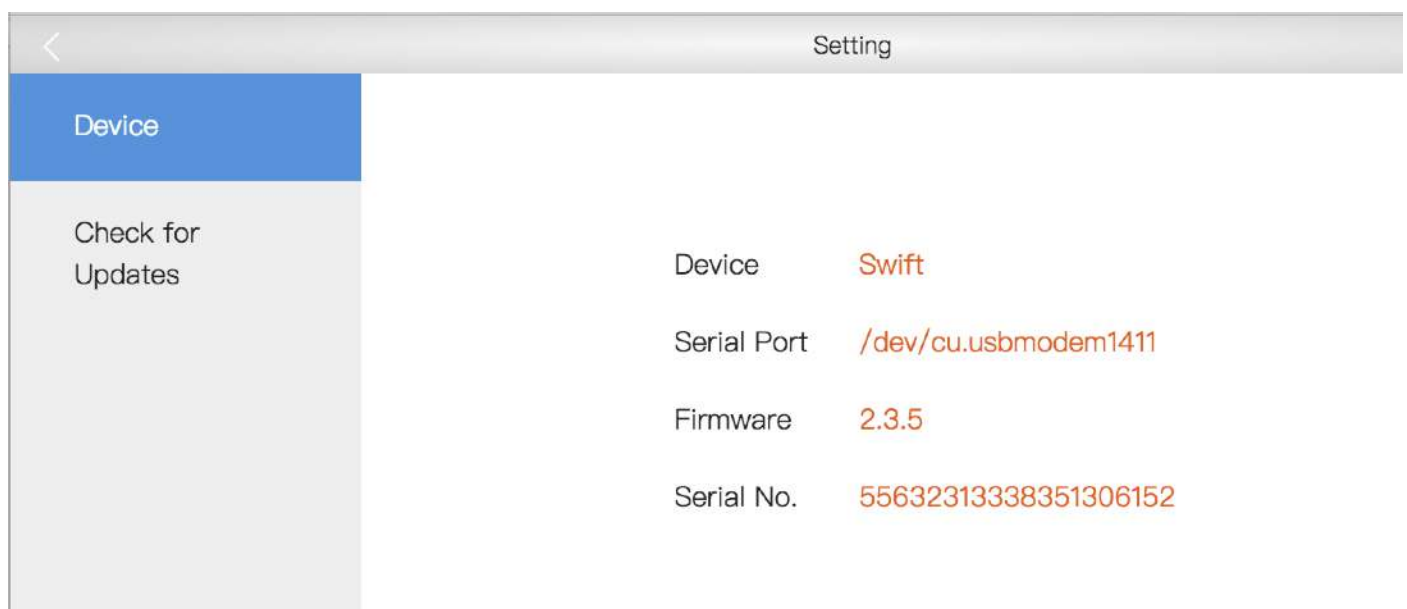 Setting
Device
Check for
Updates
Device Swift
Serial Port /dev/cu.usbmodem1411
Firmware 2.3.5
Serial No. 55632313338351306152